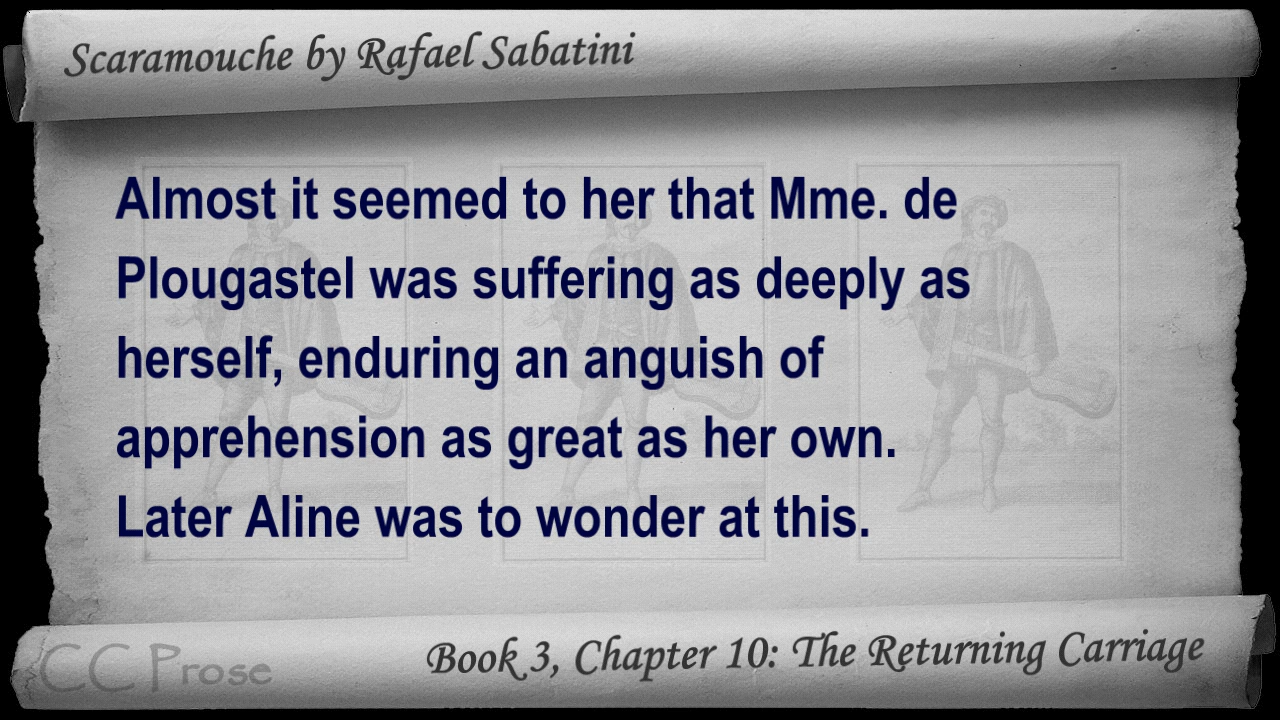 Scaramouche by Rafael Sabatini
Almost it seemed to her that Mme. de
Plougastel was suffering as deeply as
herself, enduring an anguish of
apprehension as great as her own.
Later Aline was to wonder at this.
CC Prose
Book 3, Chapter 10: The Returning Carriage